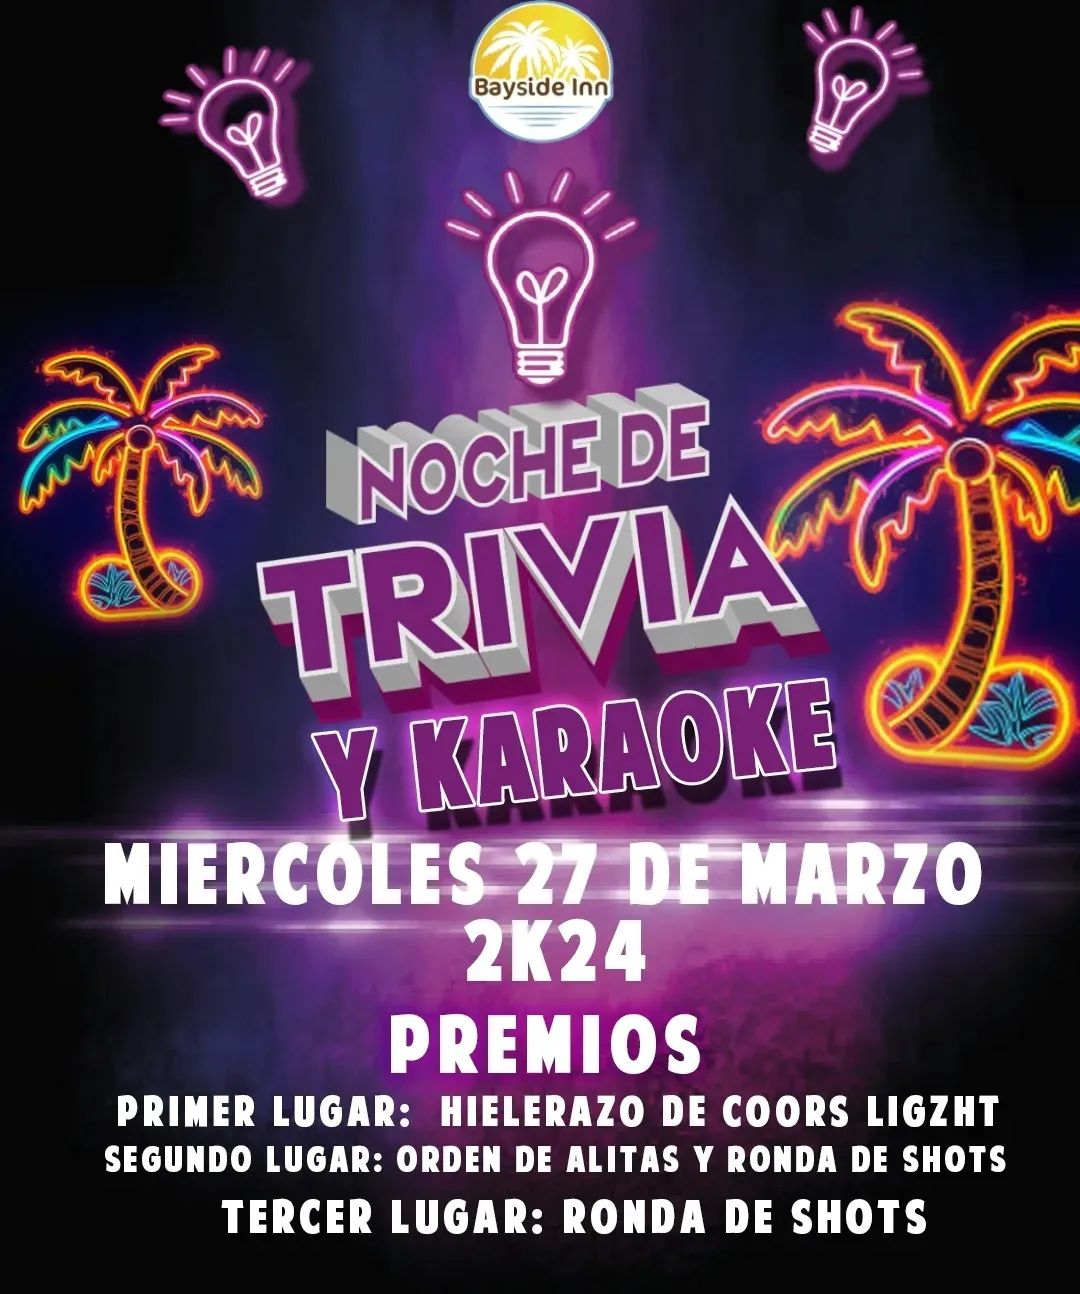 Bayside Inn
NOCHE DE
TRIVIA
Y KARAOKE
MIERCOLES 27 DE MARZO
2K24
PREMIOS
PRIMER LUGAR: HIELERAZO DE COORS LIGZHT
SEGUNDO LUGAR: ORDEN DE ALITAS Y RONDA DE SHOTS
TERCER LUGAR: RONDA DE SHOTS